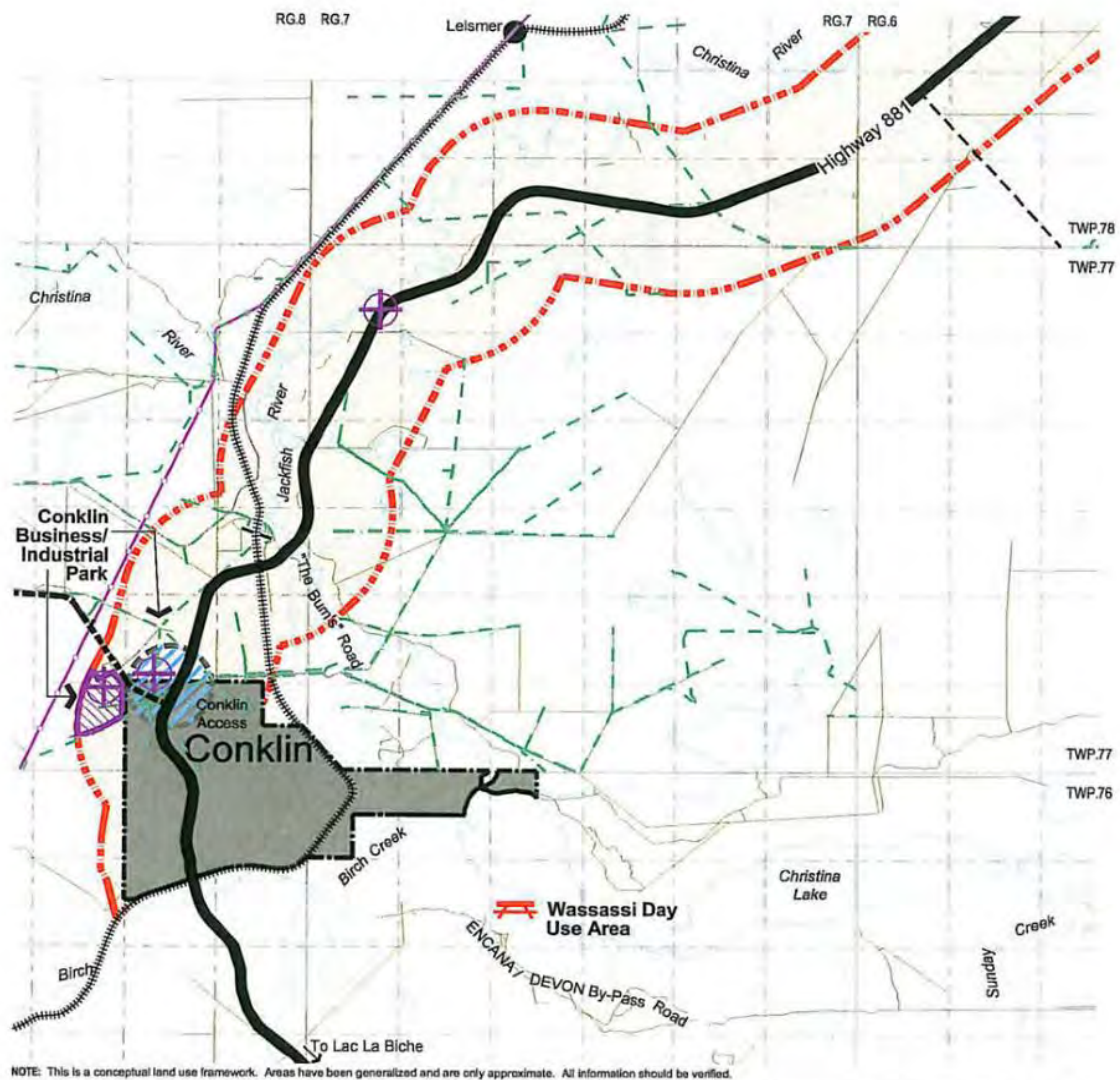 RG.8 RG.7
Leismer
RG.7 RG.6
Christina
River
Highway 881
TWP.78
TWP.77
Christina
River
River
Jackfish
Conklin
Business/
Industrial
Park
"The Bum's" Road
Conklin
Access
Conklin
TWP.77
TWP.76
Birch Creek
Christina
Lake
Wassassi Day
Use Area
Sunday
Creek
Birch
ENCANA / DEVON By-Pass Road
To Lac La Biche
NOTE: This is a conceptual land use framework. Areas have been generalized and are only approximate. All information should be verified.